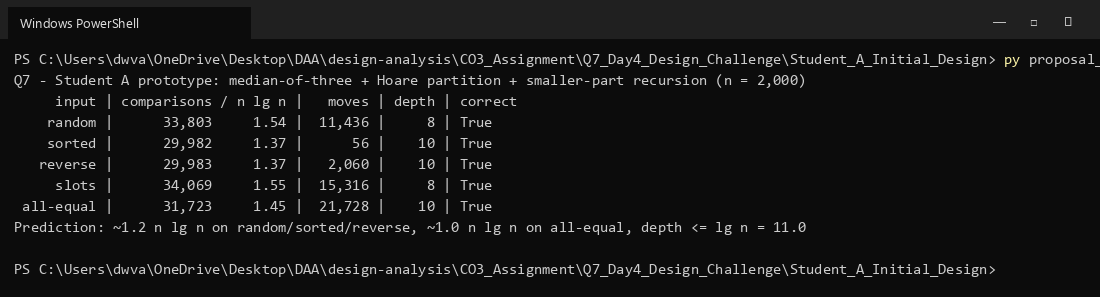 Windows PowerShell
PS C:\Users\dwva\OneDrive\Desktop\DAA\design-analysis\CO3_Assignment\Q7_Day4_Design_Challenge\Student_A_Initial_Design> py proposal_
Q7 - Student A prototype: median-of-three + Hoare partition + smaller-part recursion (n = 2,000)
input | comparisons / n lg n | moves | depth | correct
random | 33,803 1.54 | 11,436 | 8 | True
sorted | 29,982 1.37 | 56 | 10 | True
reverse | 29,983 1.37 | 2,060 | 10 | True
slots | 34,069 1.55 | 15,316 | 8 | True
all-equal | 31,723 1.45 | 21,728 | 10 | True
Prediction: ~1.2 n lg n on random/sorted/reverse, ~1.0 n lg n on all-equal, depth <= lg n = 11.0
PS C:\Users\dwva\OneDrive\Desktop\DAA\design-analysis\CO3_Assignment\Q7_Day4_Design_Challenge\Student_A_Initial_Design>